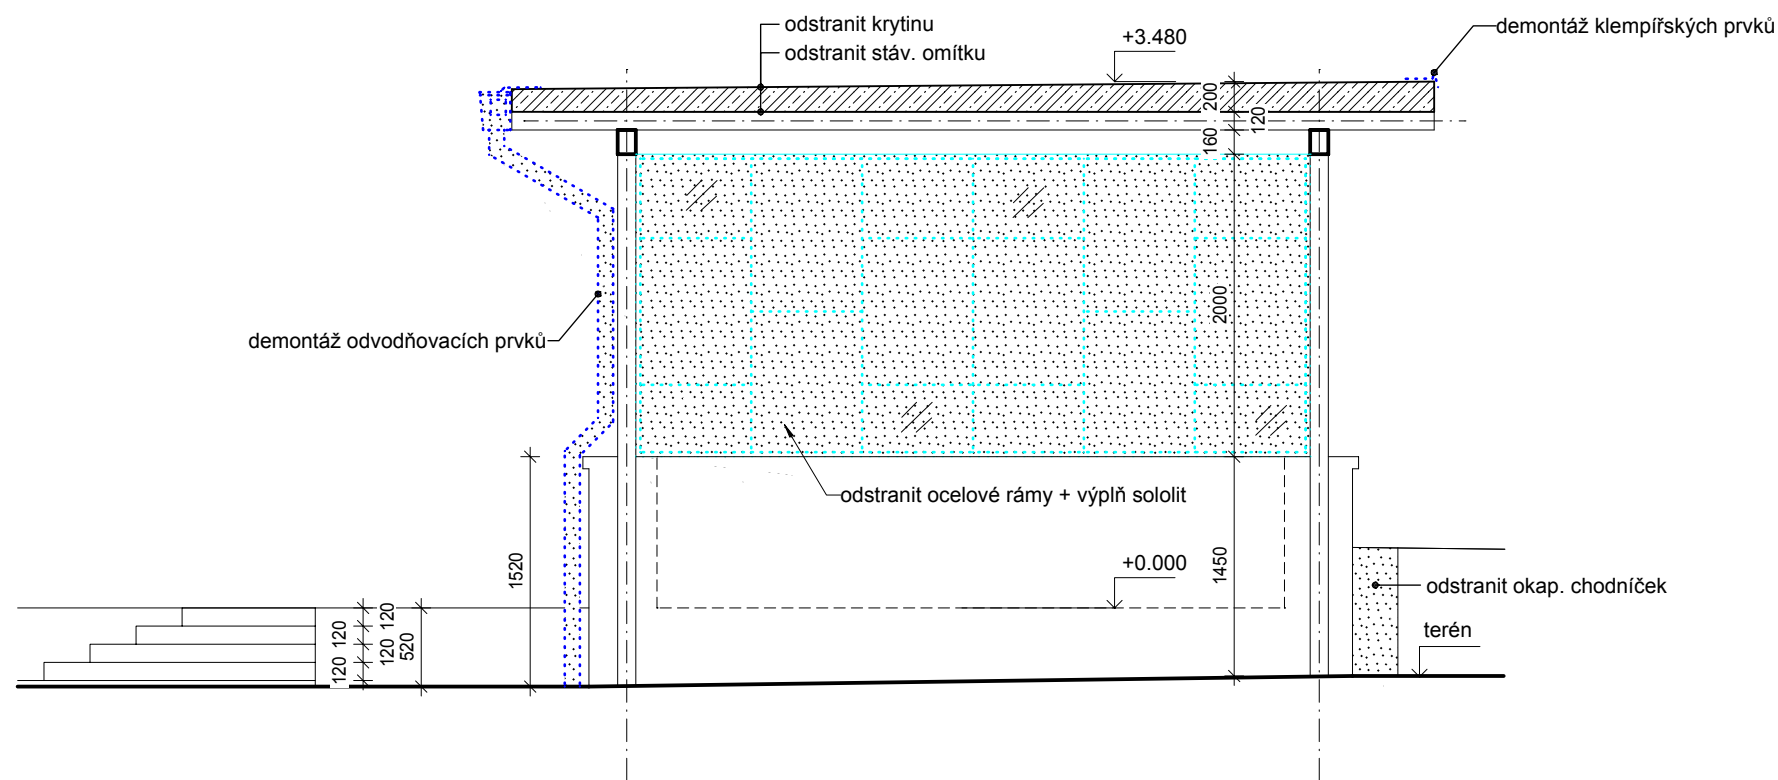 odstranit krytinu
odstranit stáv. omítku
+3.480
demontáž klempířských prvků
200
120
160
2000
demontáž odvodňovacích prvků
odstranit ocelové rámy + výplň sololit
1520
+0.000
1450
odstranit okap. chodníček
terén
120
120
120
120
520